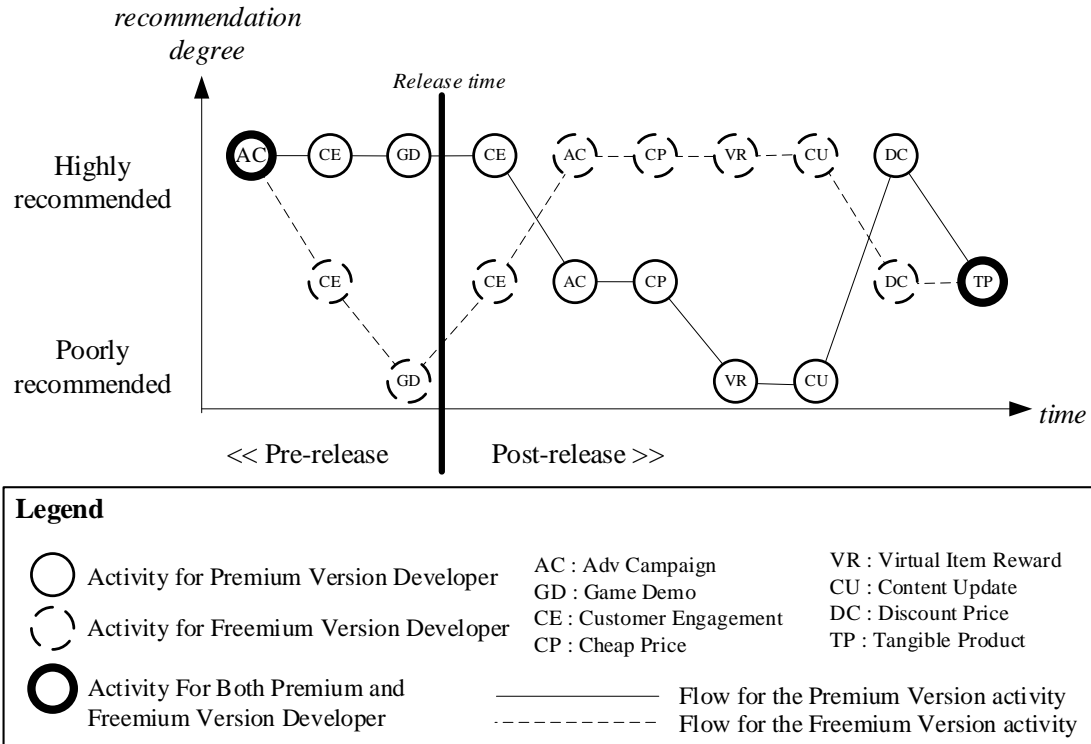 recommendation
degree
Release time
Highly
recommended
AC
CE
GD
CE
AC
CP
VR
CU
DC
CE
CE
AC
CP
DC
TP
Poorly
recommended
GD
VR
CU
time
<< Pre-release
Post-release >>
Legend
Activity for Premium Version Developer
Activity for Freemium Version Developer
Activity For Both Premium and
Freemium Version Developer
AC : Adv Campaign
GD : Game Demo
CE : Customer Engagement
CP : Cheap Price
VR : Virtual Item Reward
CU : Content Update
DC : Discount Price
TP : Tangible Product
Flow for the Premium Version activity
Flow for the Freemium Version activity